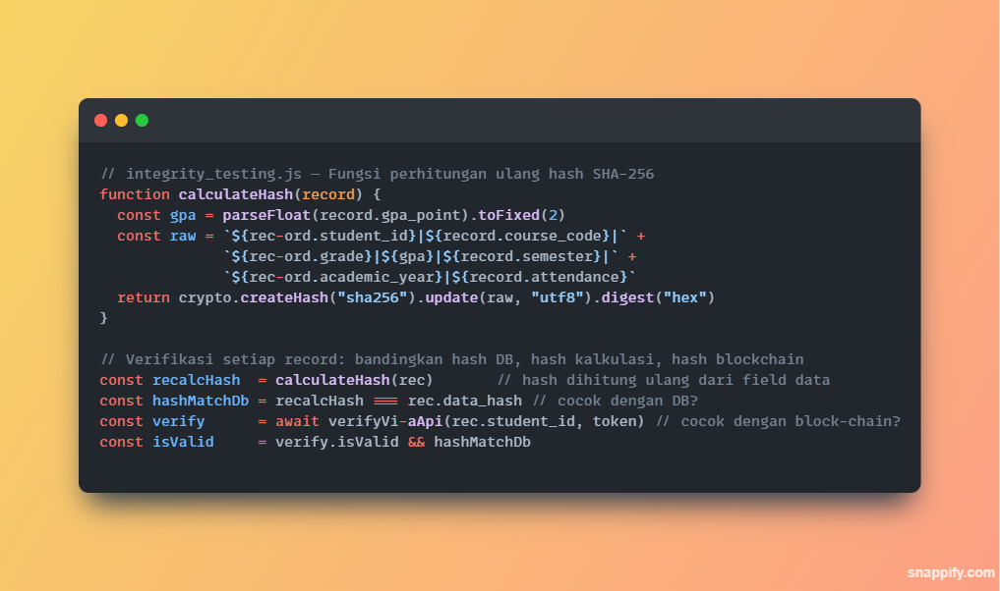 // integrity_testing.js — Fungsi perhitungan ulang hash SHA-256
function calculateHash(record) {
  const gpa = parseFloat(record.gpa_point).toFixed(2)
  const raw = `${rec-ord.student_id}|${record.course_code}|` +
              `${rec-ord.grade}|${gpa}|${record.semester}|` +
              `${rec-ord.academic_year}|${record.attendance}`
  return crypto.createHash("sha256").update(raw, "utf8").digest("hex")
}
// Verifikasi setiap record: bandingkan hash DB, hash kalkulasi, hash blockchain
const recalcHash  = calculateHash(rec)       // hash dihitung ulang dari field data
const hashMatchDb = recalcHash === rec.data_hash // cocok dengan DB?
const verify      = await verifyVi-aApi(rec.student_id, token) // cocok dengan block-chain?
const isValid     = verify.isValid && hashMatchDb
snappify.com